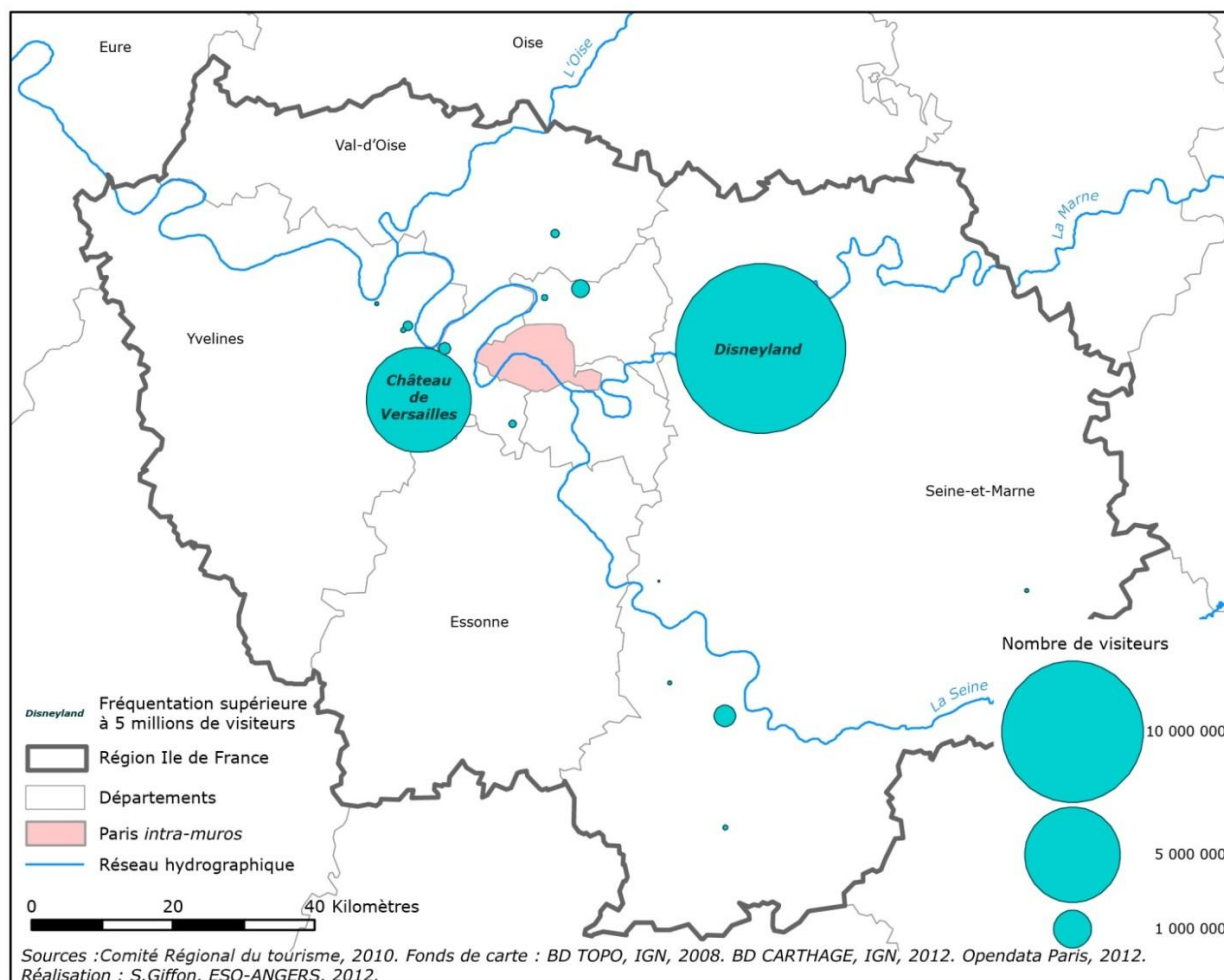 Eure
Oise
L'Oise
Val-d'Oise
La Marne
Yvelines
Disneyland
Château
de
Versailles
Seine-et-Marne
Essonne
La Seine
Nombre de visiteurs
10 000 000
5 000 000
1 000 000
Disneyland
Fréquentation supérieure
à 5 millions de visiteurs
Région Ile de France
Départements
Paris intra-muros
Réseau hydrographique
0 20 40 Kilomètres
Sources :Comité Régional du tourisme, 2010. Fonds de carte : BD TOPO, IGN, 2008. BD CARTHAGE, IGN, 2012. Opendata Paris, 2012.
Réalisation : S.Giffon, ESO-ANGERS, 2012.